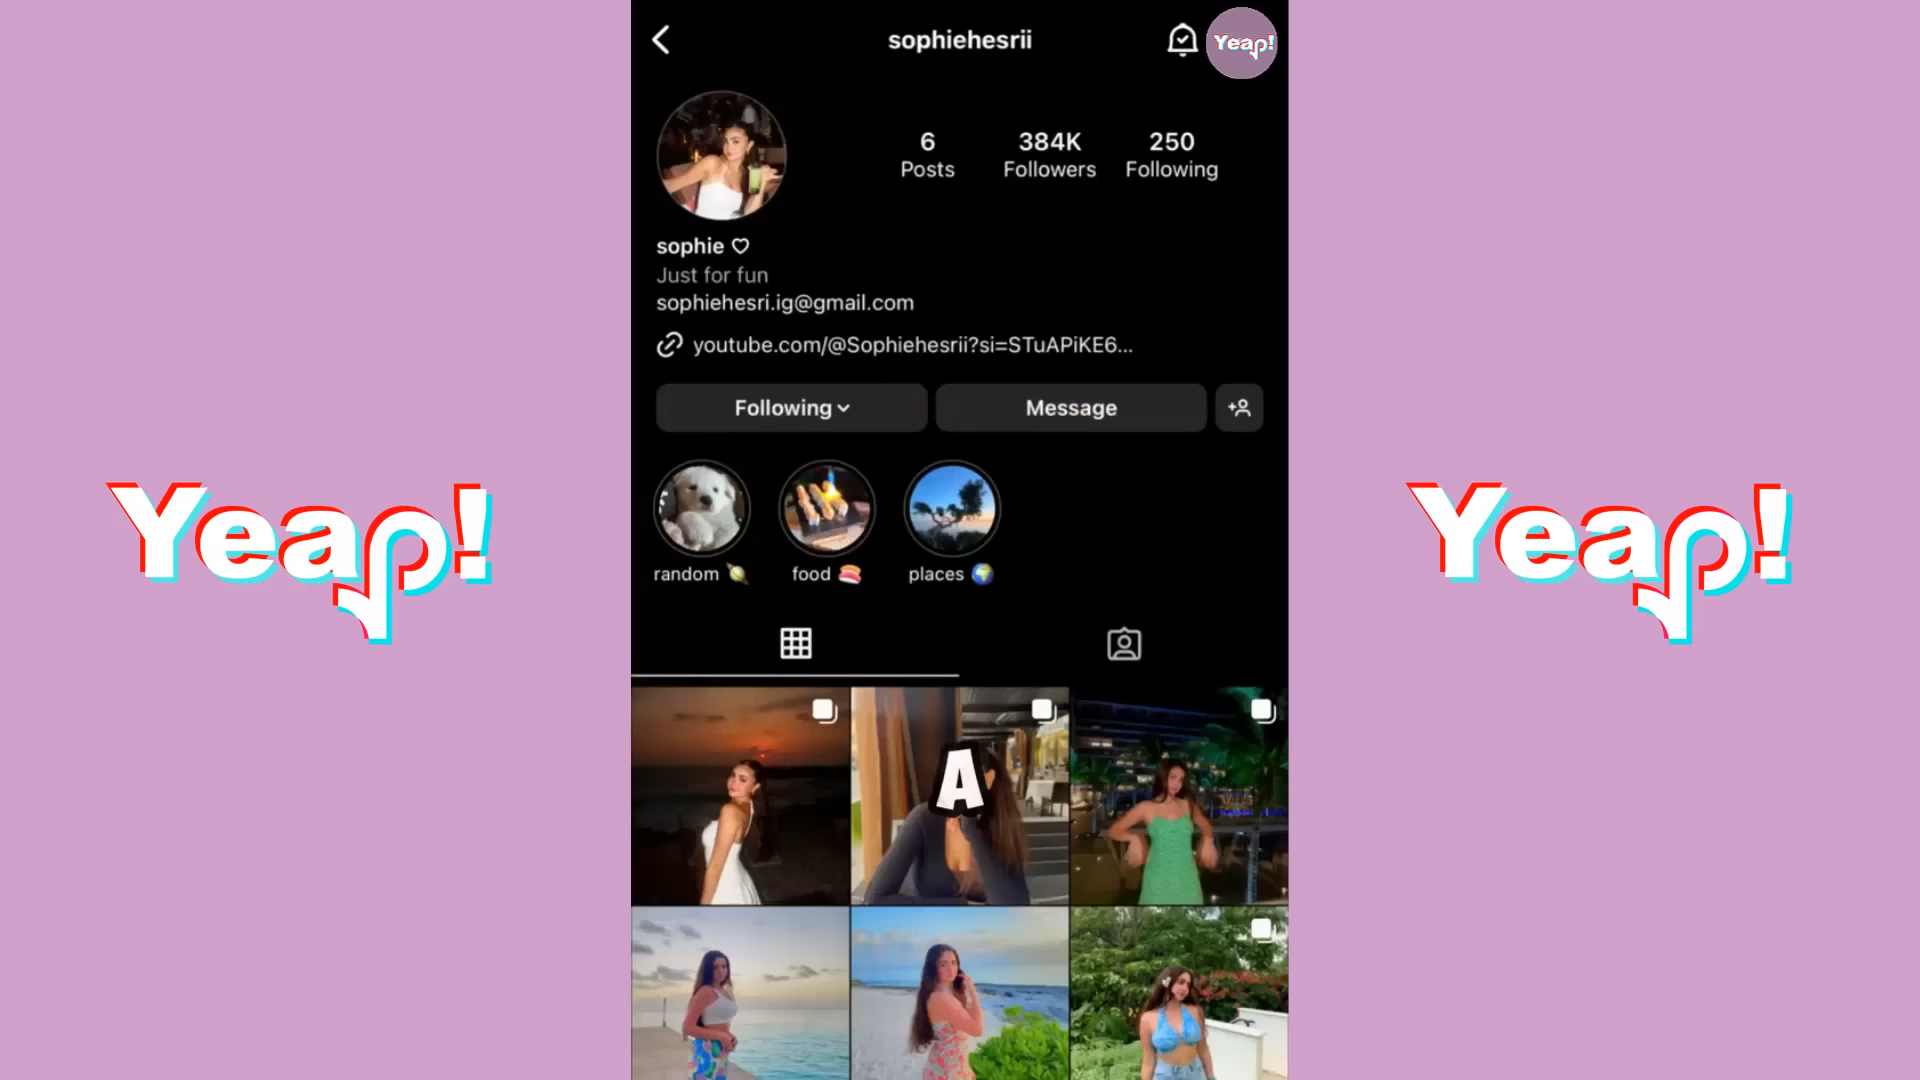 sophiehesrii
Yeap!
6
Posts
384K
Followers
250
Following
sophie ♡
Just for fun
sophiehesri.ig@gmail.com
youtube.com/@Sophiehesrii?si=STuAPiKE6...
Following
Message
random 🪐
food 🍣
places 🌍
A
Yeap!
Yeap!